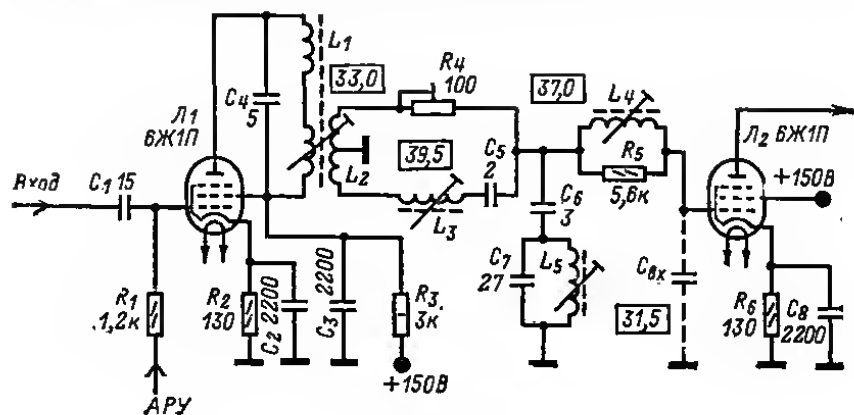 L1
R4
100
33,0
37,0
L4
C4
5
Л1
6Ж1П
Л2 6Ж1П
39,5
C5
2
R5
5,6к
+150В
L2
Вход
C1 15
L3
C6
3
C7
27
L5
Cвх
R1
1,2к
R2
130
C2 2200
C3 2200
R3
3к
31,5
R6
130
C8
2200
+150В
АРУ